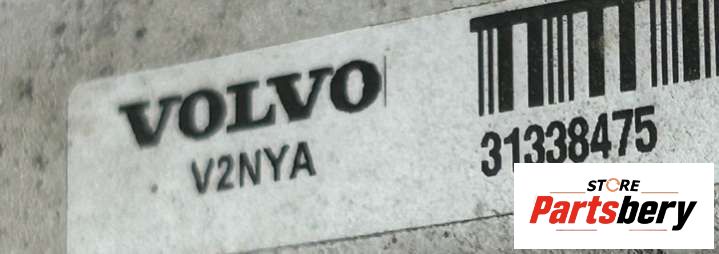 VOLVO
V2NYA
31338475
STORE
Partsbery